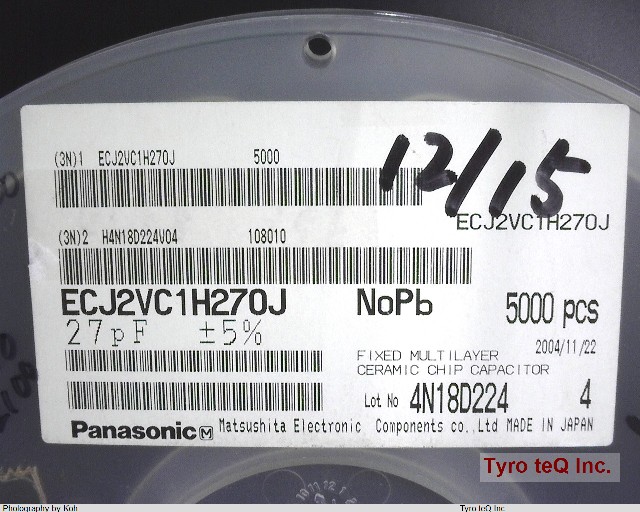 (3N)1 ECJ2VC1H270J 5000
12/15
ECJ2VC1H270J
(3N)2 H4N18D224V04 108010
ECJ2VC1H270J NoPb 5000 pcs
27pF ±5%
2004/11/22
FIXED MULTILAYER
CERAMIC CHIP CAPACITOR
Lot No 4N18D224 4
Panasonic M Matsushita Electronic Components co.,Ltd MADE IN JAPAN
Tyro teQ Inc.
Photography by Koh Tyro teQ Inc